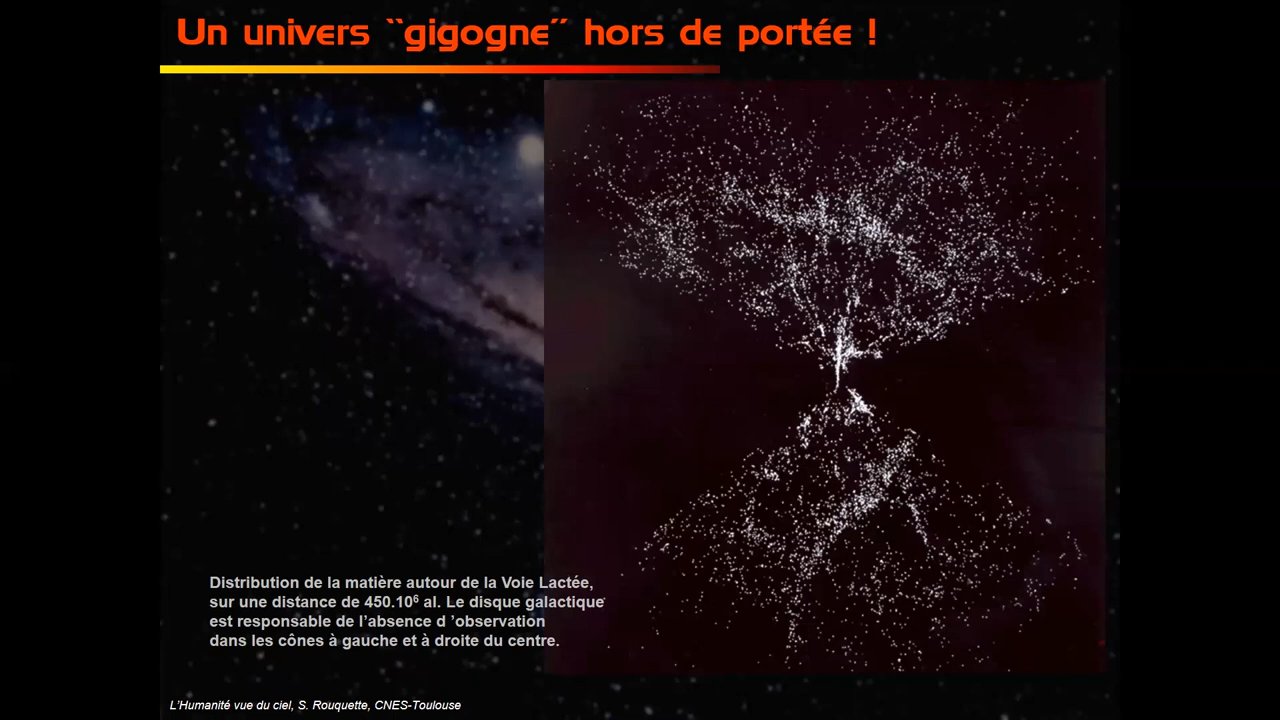 Un univers “gigogne” hors de portée !
Distribution de la matière autour de la Voie Lactée,
sur une distance de 450.10⁶ al. Le disque galactique
est responsable de l’absence d ’observation
dans les cônes à gauche et à droite du centre.
L’Humanité vue du ciel, S. Rouquette, CNES-Toulouse